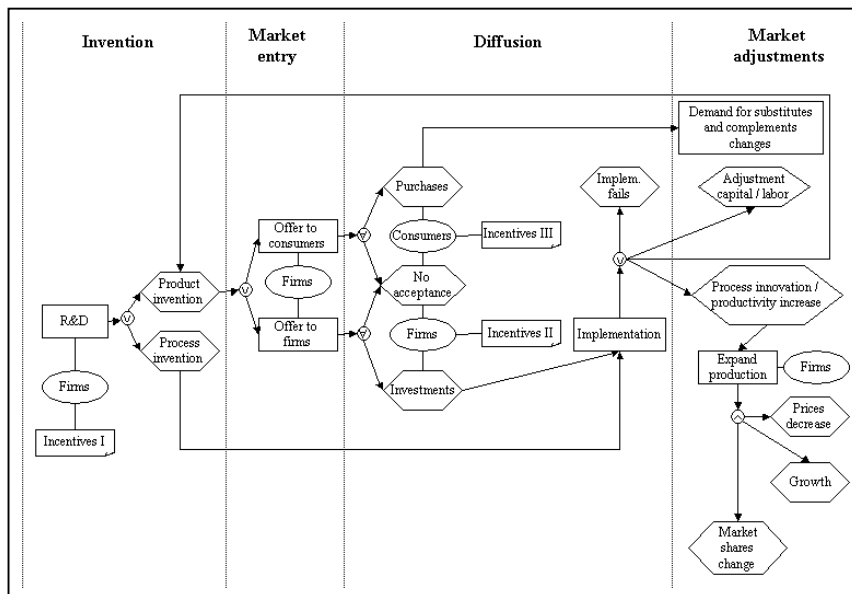 Invention
Market
entry
Diffusion
Market
adjustments
Demand for substitutes
and complements
changes
Purchases
Implem.
fails
Adjustment
capital / labor
Offer to
consumers
Consumers
Incentives III
Product
invention
Firms
No
acceptance
Process innovation /
productivity increase
R&D
Offer to
firms
Firms
Incentives II
Implementation
Process
invention
Expand
production
Firms
Firms
Investments
Prices
decrease
Incentives I
Growth
Market
shares
change